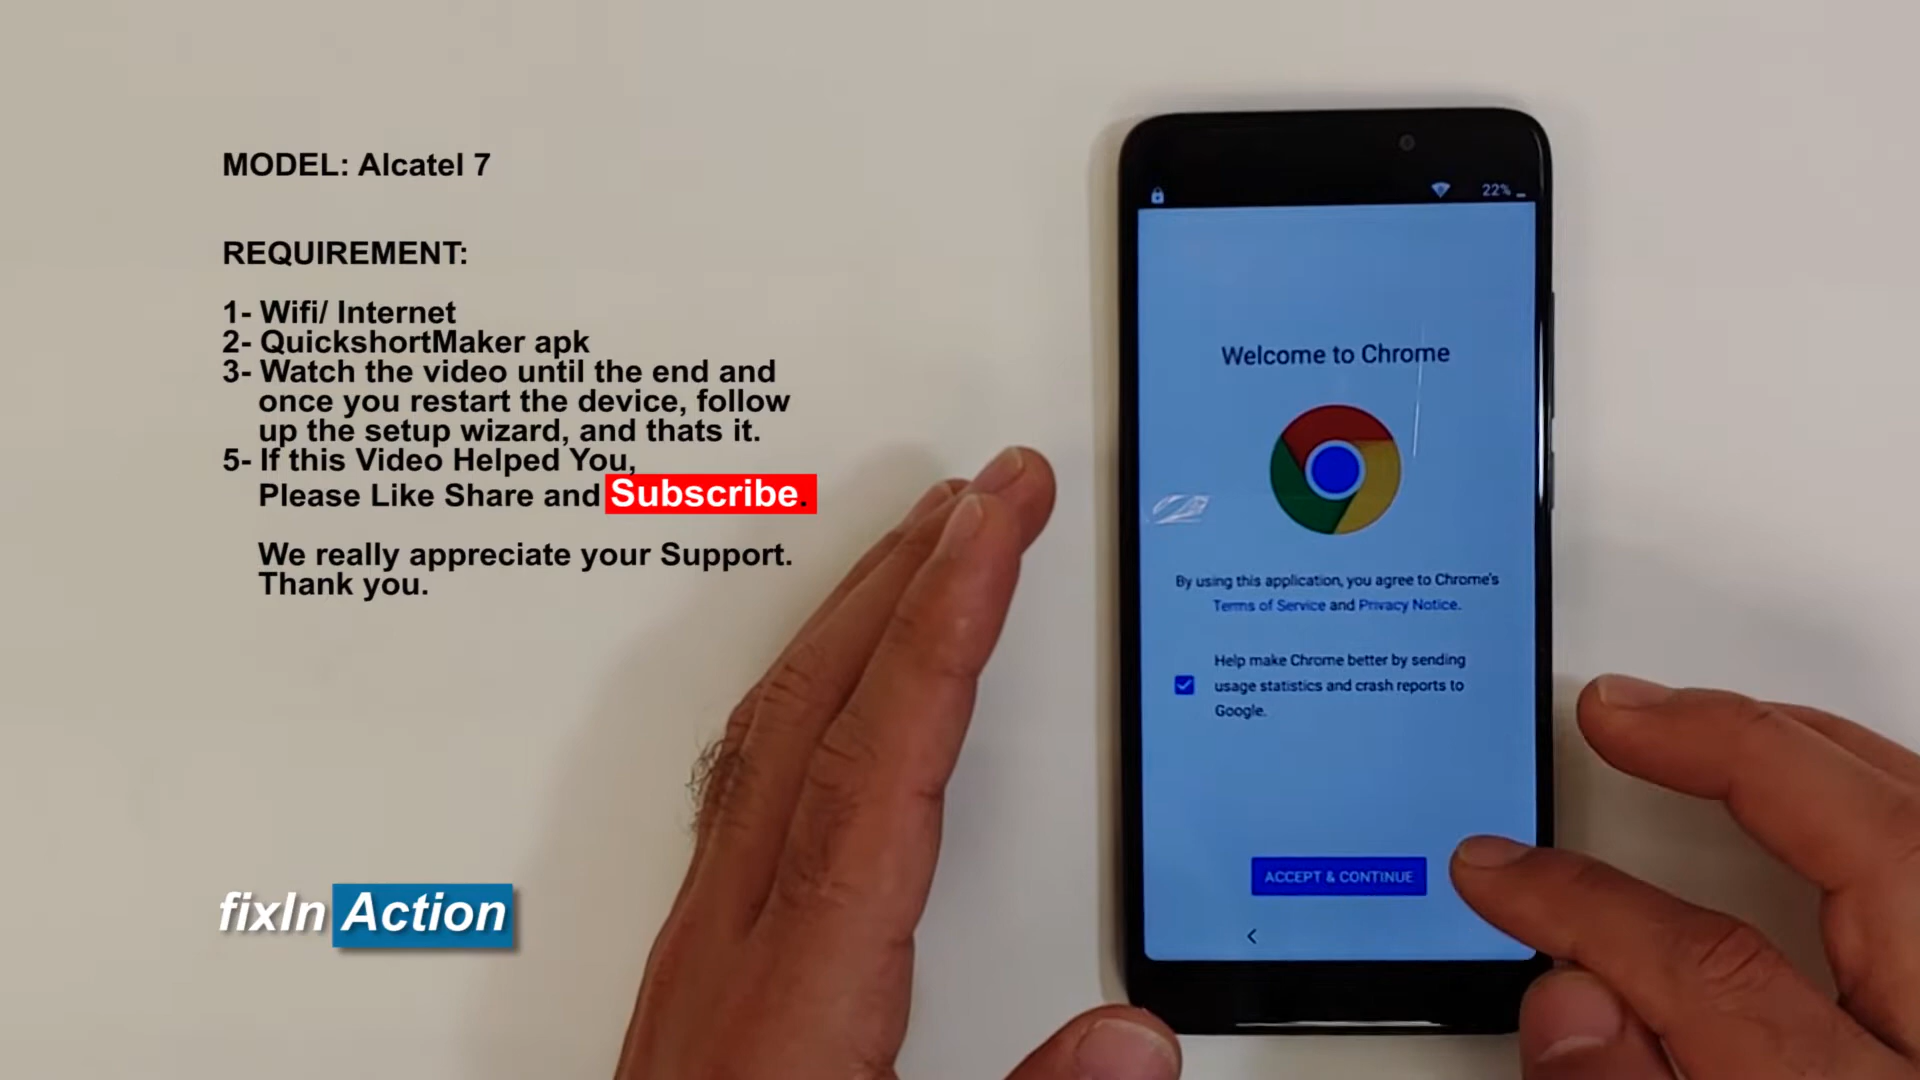 MODEL: Alcatel 7
REQUIREMENT:
1- Wifi/ Internet
2- QuickshortMaker apk
3- Watch the video until the end and
once you restart the device, follow
up the setup wizard, and thats it.
5- If this Video Helped You,
Please Like Share and Subscribe.
We really appreciate your Support.
Thank you.
fixIn Action
22%
Welcome to Chrome
By using this application, you agree to Chrome's
Terms of Service and Privacy Notice.
Help make Chrome better by sending
usage statistics and crash reports to
Google.
ACCEPT & CONTINUE